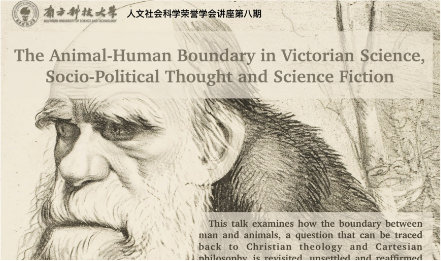 南方科技大学 人文社会科学荣誉学会讲座第八期
The Animal-Human Boundary in Victorian Science,
Socio-Political Thought and Science Fiction
This talk examines how the boundary between
man and animals, a question that can be traced
back to Christian theology and Cartesian
philosophy is revisited, unsettled and reaffirmed